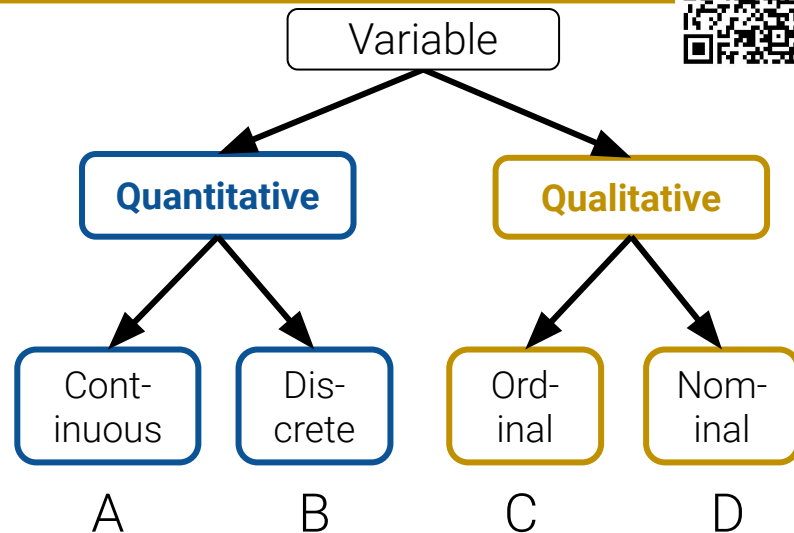 Variable
Quantitative
Qualitative
Cont-
inuous
Dis-
crete
Ord-
inal
Nom-
inal
A
B
C
D